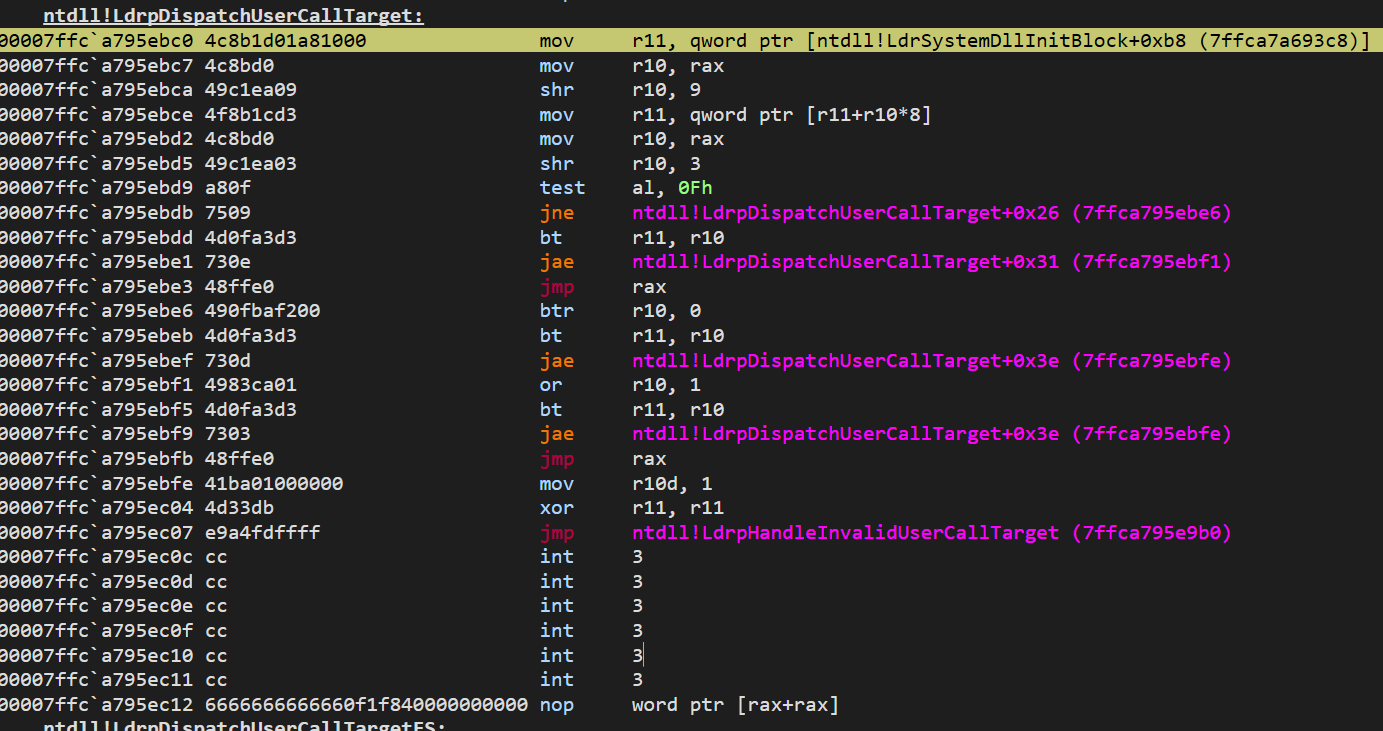 ntdll!LdrpDispatchUserCallTarget:
00007ffc`a795ebc0 4c8b1d01a81000 mov r11, qword ptr [ntdll!LdrSystemDllInitBlock+0xb8 (7ffca7a693c8)]
00007ffc`a795ebc7 4c8bd0 mov r10, rax
00007ffc`a795ebca 49c1ea09 shr r10, 9
00007ffc`a795ebce 4f8b1cd3 mov r11, qword ptr [r11+r10*8]
00007ffc`a795ebd2 4c8bd0 mov r10, rax
00007ffc`a795ebd5 49c1ea03 shr r10, 3
00007ffc`a795ebd9 a80f test al, 0Fh
00007ffc`a795ebdb 7509 jne ntdll!LdrpDispatchUserCallTarget+0x26 (7ffca795ebe6)
00007ffc`a795ebdd 4d0fa3d3 bt r11, r10
00007ffc`a795ebe1 730e jae ntdll!LdrpDispatchUserCallTarget+0x31 (7ffca795ebf1)
00007ffc`a795ebe3 48ffe0 jmp rax
00007ffc`a795ebe6 490fbaf200 btr r10, 0
00007ffc`a795ebeb 4d0fa3d3 bt r11, r10
00007ffc`a795ebef 730d jae ntdll!LdrpDispatchUserCallTarget+0x3e (7ffca795ebfe)
00007ffc`a795ebf1 4983ca01 or r10, 1
00007ffc`a795ebf5 4d0fa3d3 bt r11, r10
00007ffc`a795ebf9 7303 jae ntdll!LdrpDispatchUserCallTarget+0x3e (7ffca795ebfe)
00007ffc`a795ebfb 48ffe0 jmp rax
00007ffc`a795ebfe 41ba01000000 mov r10d, 1
00007ffc`a795ec04 4d33db xor r11, r11
00007ffc`a795ec07 e9a4fdffff jmp ntdll!LdrpHandleInvalidUserCallTarget (7ffca795e9b0)
00007ffc`a795ec0c cc int 3
00007ffc`a795ec0d cc int 3
00007ffc`a795ec0e cc int 3
00007ffc`a795ec0f cc int 3
00007ffc`a795ec10 cc int 3
00007ffc`a795ec11 cc int 3
00007ffc`a795ec12 6666666666660f1f840000000000 nop word ptr [rax+rax]
ntdll!LdrpDispatchUserCallTargetES: